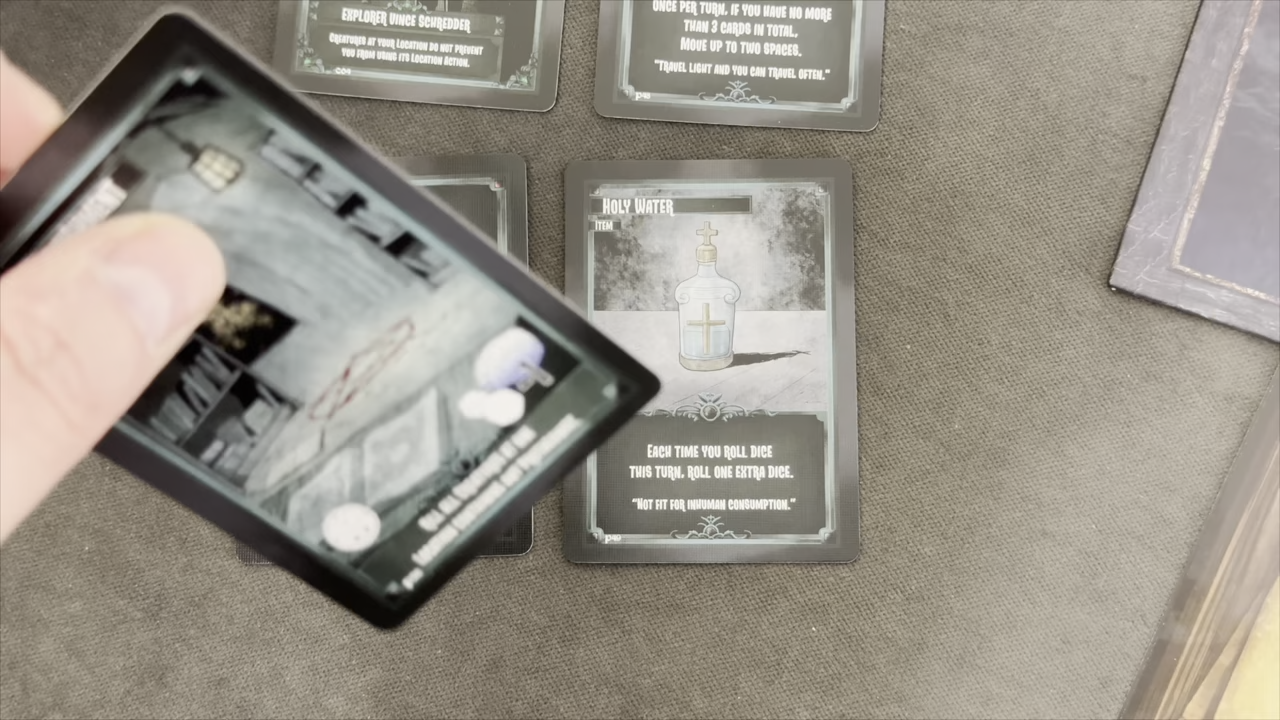 Explorer Vince Schredder
Creatures at your location do not prevent
you from using its location action.
once per turn, if you have no more
than 3 cards in total,
move up to two spaces.
"Travel light and you can travel often."
p48
Holy Water
Item
Each time you roll dice
this turn, roll one extra dice.
"Not fit for inhuman consumption."
p49